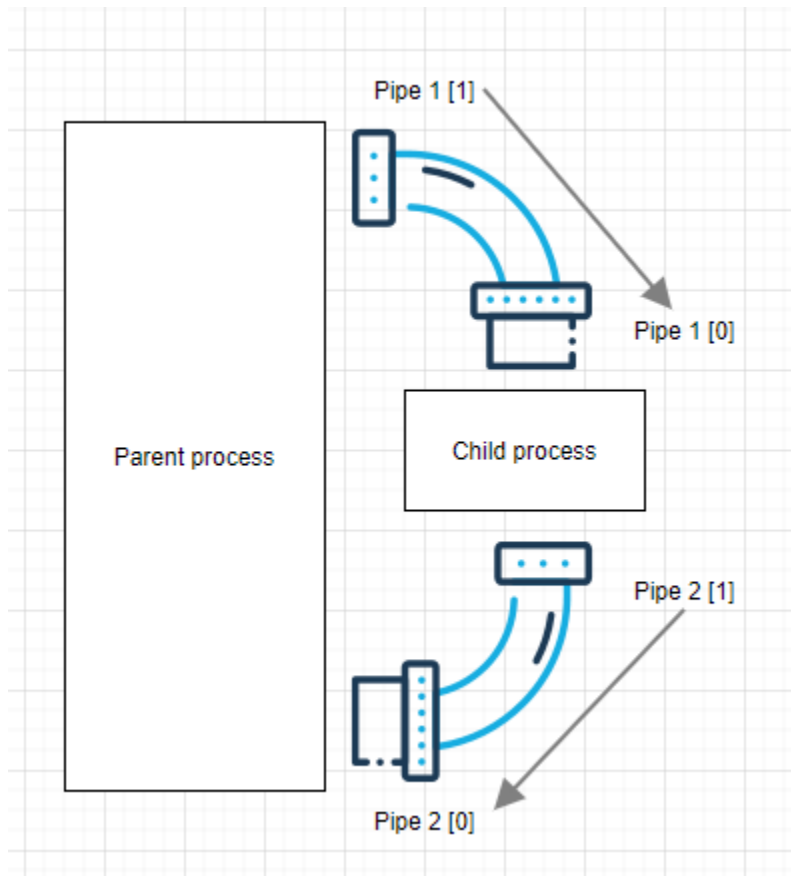 Pipe 1 [1]
Pipe 1 [0]
Parent process
Child process
Pipe 2 [1]
Pipe 2 [0]